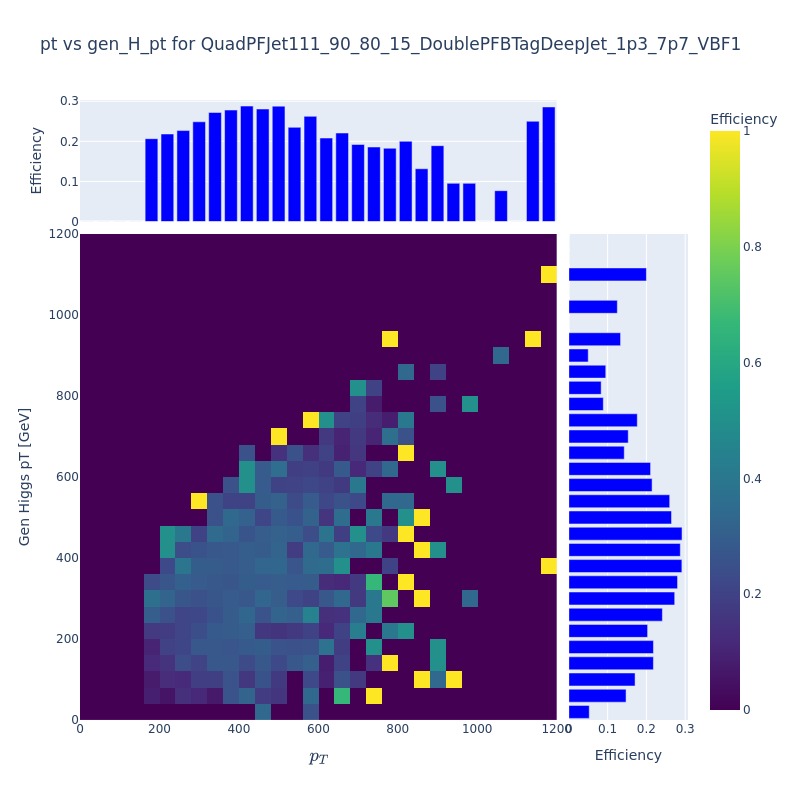 pt vs gen_H_pt for QuadPFJet111_90_80_15_DoublePFBTagDeepJet_1p3_7p7_VBF1
Efficiency
0.3
0.2
0.1
0
Efficiency
1
0.8
0.6
0.4
0.2
0
Gen Higgs pT [GeV]
1200
1000
800
600
400
200
0
0 200 400 600 800 1000 1200
p_T
0 0.1 0.2 0.3
Efficiency